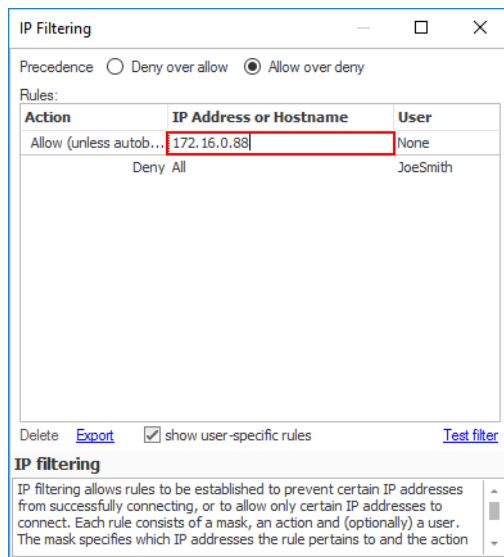 IP Filtering
Precedence Deny over allow Allow over deny
Rules:
Action IP Address or Hostname User
Allow (unless autob... 172.16.0.88 None
Deny All JoeSmith
Delete Export show user-specific rules Test filter
IP filtering
IP filtering allows rules to be established to prevent certain IP addresses
from successfully connecting, or to allow only certain IP addresses to
connect. Each rule consists of a mask, an action and (optionally) a user.
The mask specifies which IP addresses the rule pertains to and the action